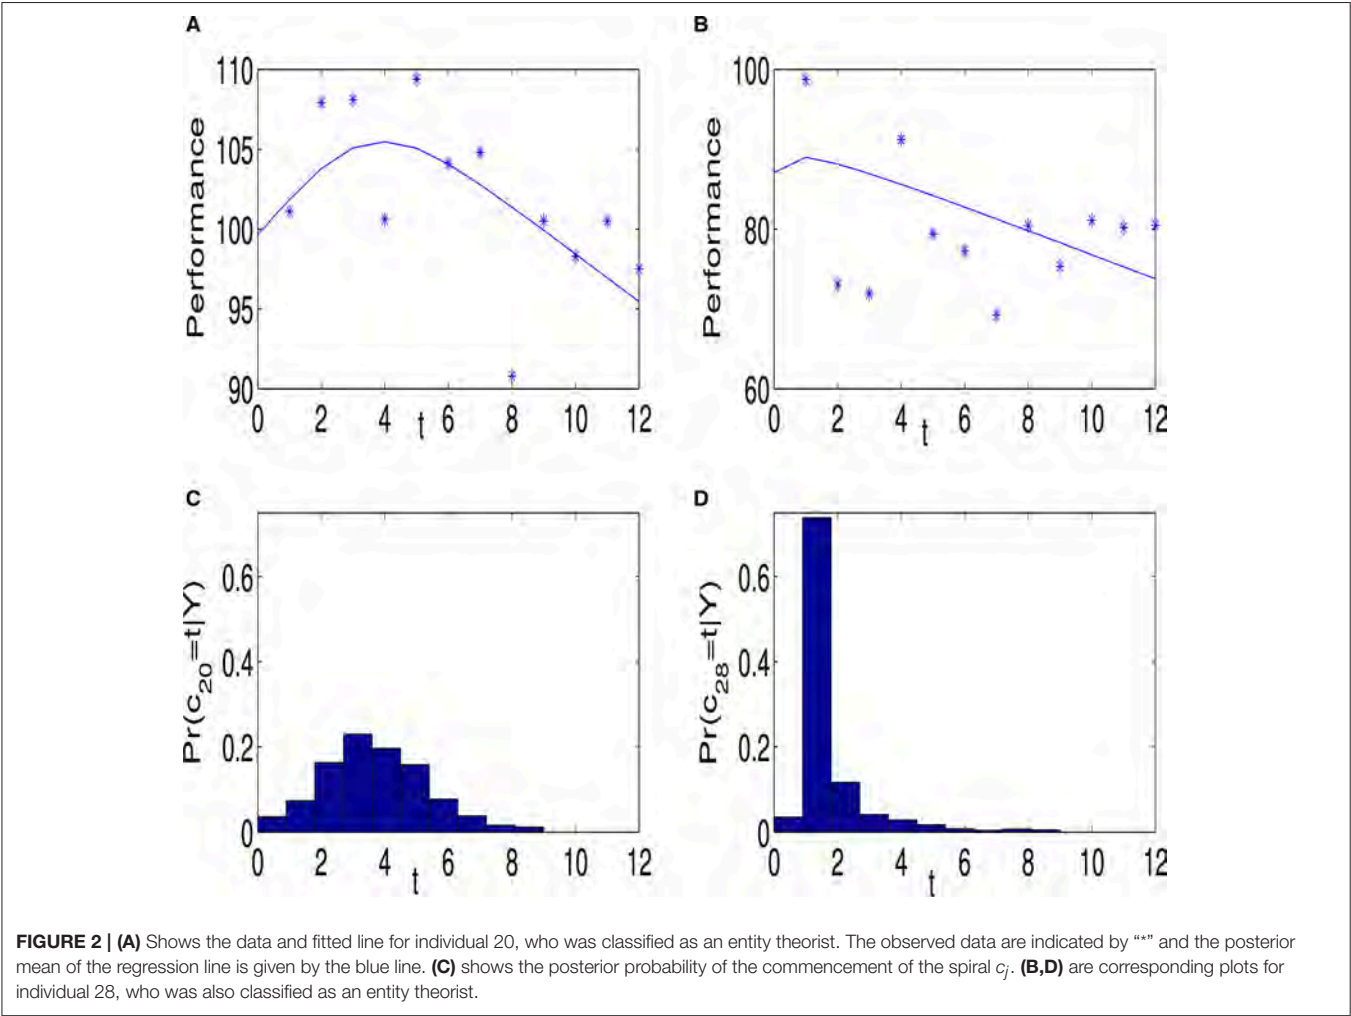 A
B
110
105
100
95
90
Performance
0 2 4 6 8 10 12
t
100
80
60
Performance
0 2 4 6 8 10 12
t
C
D
0.6
0.4
0.2
0
Pr(c20=t|Y)
0 2 4 6 8 10 12
t
0.6
0.4
0.2
0
Pr(c28=t|Y)
0 2 4 6 8 10 12
t
FIGURE 2 | (A) Shows the data and fitted line for individual 20, who was classified as an entity theorist. The observed data are indicated by “*” and the posterior
mean of the regression line is given by the blue line. (C) shows the posterior probability of the commencement of the spiral cj. (B,D) are corresponding plots for
individual 28, who was also classified as an entity theorist.